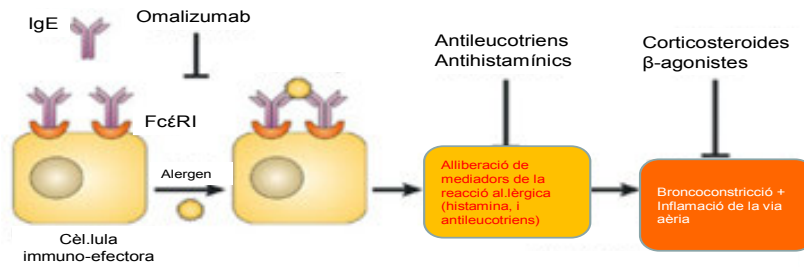 IgE
Omalizumab
FcέRI
Alergen
Cèl.lula
immuno-efectora
Antileucotriens
Antihistamínics
Alliberació de
mediadors de la
reacció al.lèrgica
(histamina, i
antileucotriens)
Corticosteroides
β-agonistes
Broncoconstricció +
Inflamació de la via
aèria